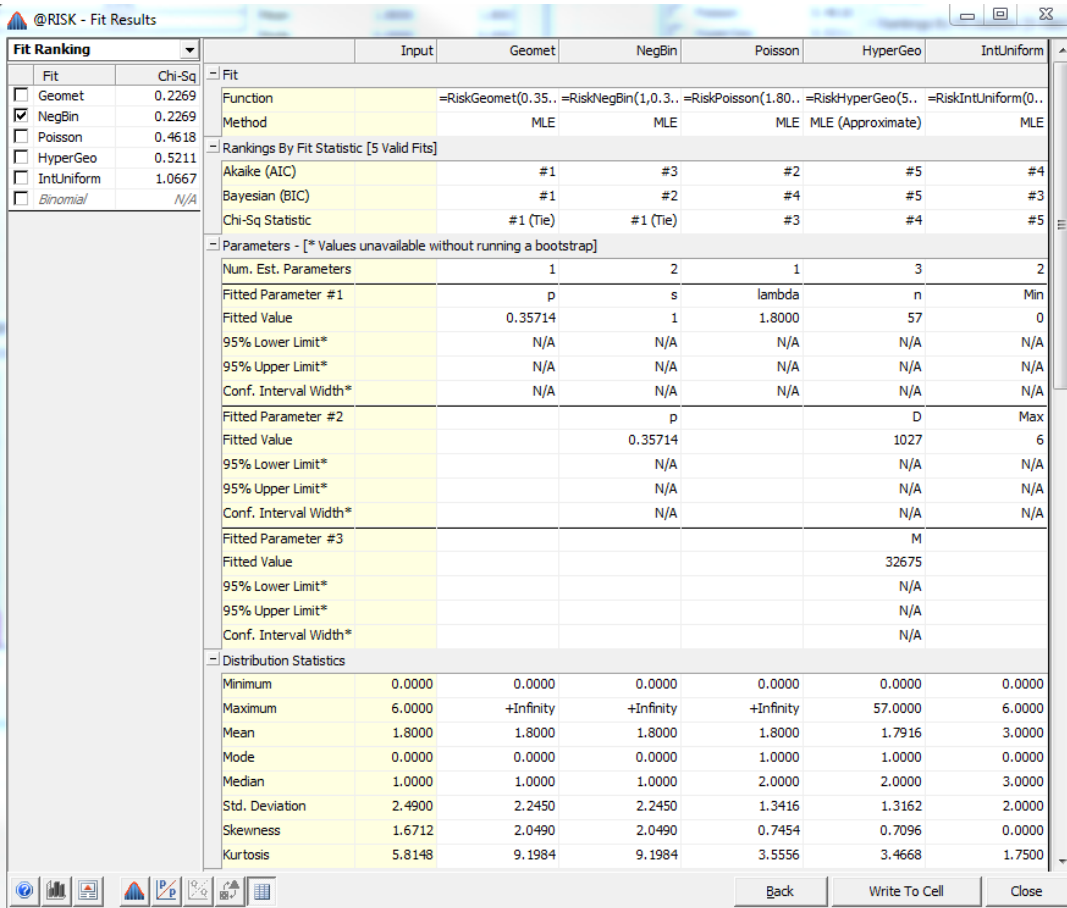 @RISK - Fit Results
Fit Ranking
Fit Chi-Sq
Geomet 0.2269
NegBin 0.2269
Poisson 0.4618
HyperGeo 0.5211
IntUniform 1.0667
Binomial N/A
Input Geomet NegBin Poisson HyperGeo IntUniform
Fit
Function =RiskGeomet(0.35... =RiskNegBin(1,0.3.. =RiskPoisson(1.80.. =RiskHyperGeo(5.. =RiskIntUniform(0..
Method MLE MLE MLE MLE (Approximate) MLE
Rankings By Fit Statistic [5 Valid Fits]
Akaike (AIC) #1 #3 #2 #5 #4
Bayesian (BIC) #1 #2 #4 #5 #3
Chi-Sq Statistic #1 (Tie) #1 (Tie) #3 #4 #5
Parameters - [* Values unavailable without running a bootstrap]
Num. Est. Parameters 1 2 1 3 2
Fitted Parameter #1 p s lambda n Min
Fitted Value 0.35714 1 1.8000 57 0
95% Lower Limit* N/A N/A N/A N/A N/A
95% Upper Limit* N/A N/A N/A N/A N/A
Conf. Interval Width* N/A N/A N/A N/A N/A
Fitted Parameter #2 p D Max
Fitted Value 0.35714 1027 6
95% Lower Limit* N/A N/A N/A
95% Upper Limit* N/A N/A N/A
Conf. Interval Width* N/A N/A N/A
Fitted Parameter #3 M
Fitted Value 32675
95% Lower Limit* N/A
95% Upper Limit* N/A
Conf. Interval Width* N/A
Distribution Statistics
Minimum 0.0000 0.0000 0.0000 0.0000 0.0000 0.0000
Maximum 6.0000 +Infinity +Infinity +Infinity 57.0000 6.0000
Mean 1.8000 1.8000 1.8000 1.8000 1.7916 3.0000
Mode 0.0000 0.0000 0.0000 1.0000 1.0000 0.0000
Median 1.0000 1.0000 1.0000 2.0000 2.0000 3.0000
Std. Deviation 2.4900 2.2450 2.2450 1.3416 1.3162 2.0000
Skewness 1.6712 2.0490 2.0490 0.7454 0.7096 0.0000
Kurtosis 5.8148 9.1984 9.1984 3.5556 3.4668 1.7500
Back Write To Cell Close